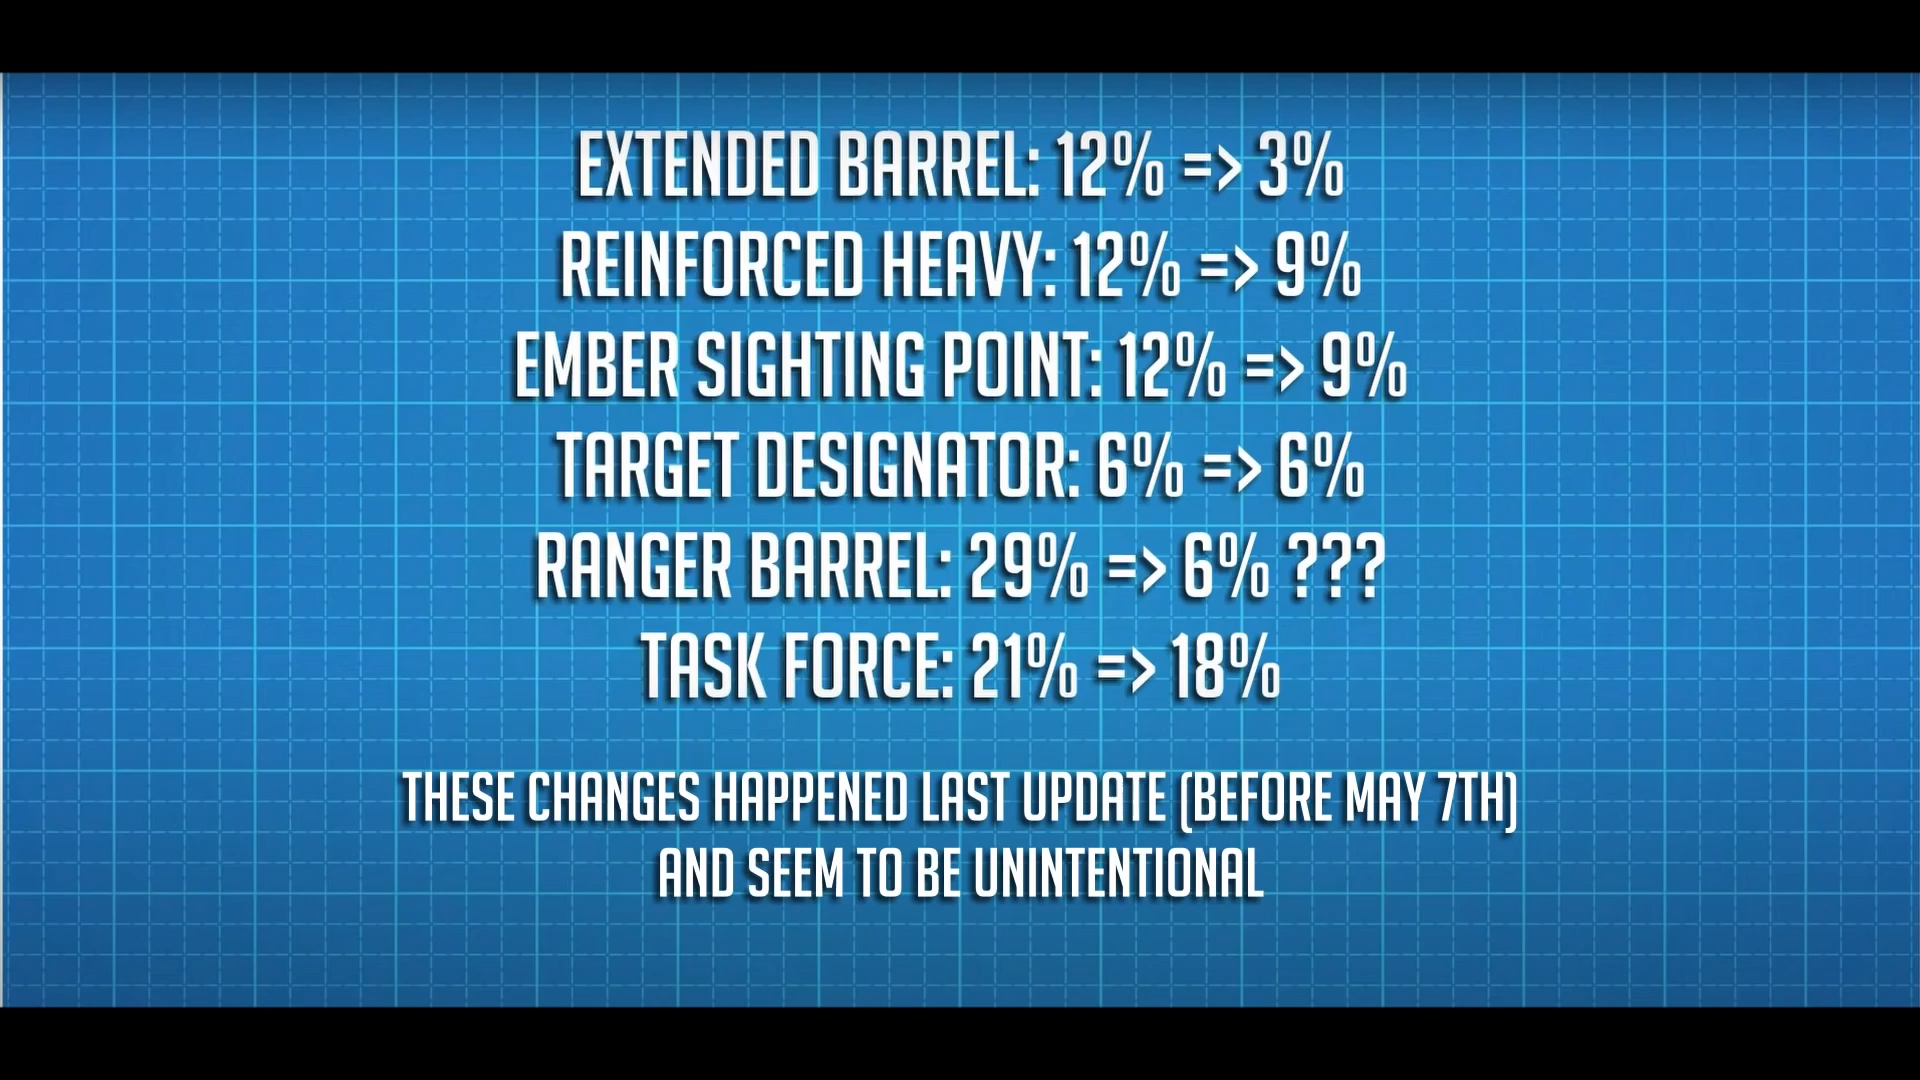 EXTENDED BARREL: 12% => 3%
REINFORCED HEAVY: 12% => 9%
EMBER SIGHTING POINT: 12% => 9%
TARGET DESIGNATOR: 6% => 6%
RANGER BARREL: 29% => 6% ???
TASK FORCE: 21% => 18%
THESE CHANGES HAPPENED LAST UPDATE (BEFORE MAY 7TH)
AND SEEM TO BE UNINTENTIONAL